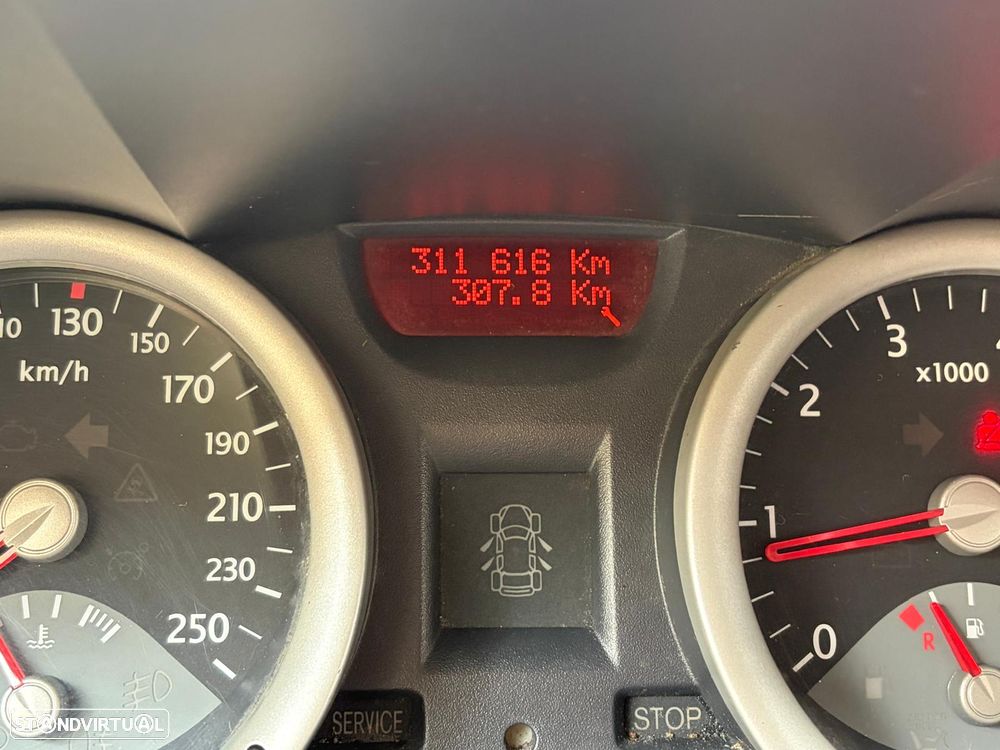 311 616 Km
307.8 Km
130
150
km/h
170
190
210
230
250
3
x1000
2
1
0
R
SERVICE
STOP
STANDVIRTUAL